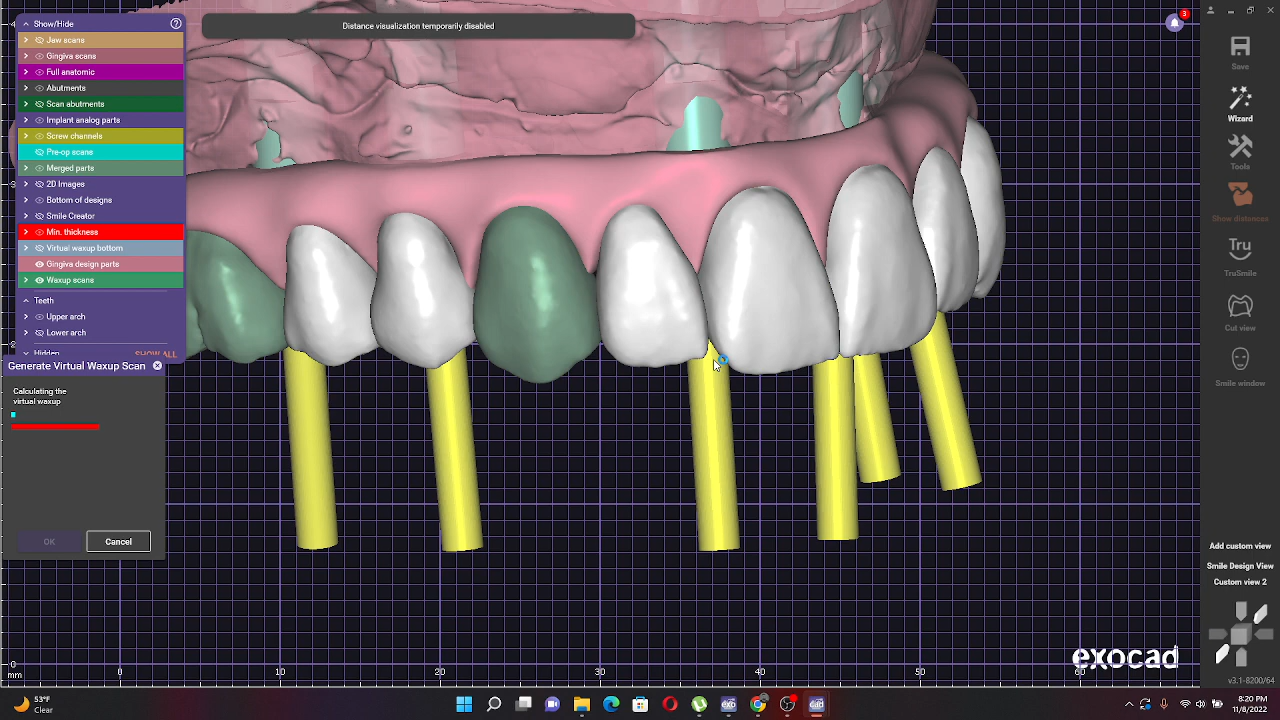 Show/Hide
Distance visualization temporarily disabled
3
Jaw scans
Gingiva scans
Full anatomic
Abutments
Scan abutments
Implant analog parts
Screw channels
Pre-op scans
Merged parts
2D Images
Bottom of designs
Smile Creator
Min. thickness
Virtual waxup bottom
Gingiva design parts
Waxup scans
Teeth
Upper arch
Lower arch
Hidden SHOW ALL
Generate Virtual Waxup Scan
Calculating the
virtual waxup
OK Cancel
Save
Wizard
Tools
Show distances
Tru
TruSmile
Cut view
Smile window
Add custom view
Smile Design View
Custom view 2
exocad
v3.1-8200/64
0
mm
0 10 20 30 40 50 60
53°F
Clear
8:20 PM
11/8/2022